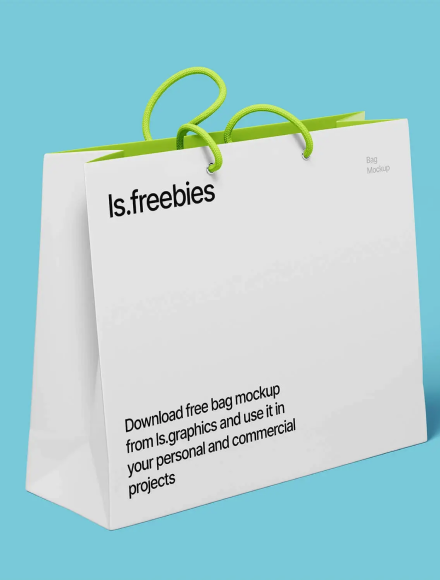 ls.freebies
Bag
Mockup
Download free bag mockup
from ls.graphics and use it in
your personal and commercial
projects